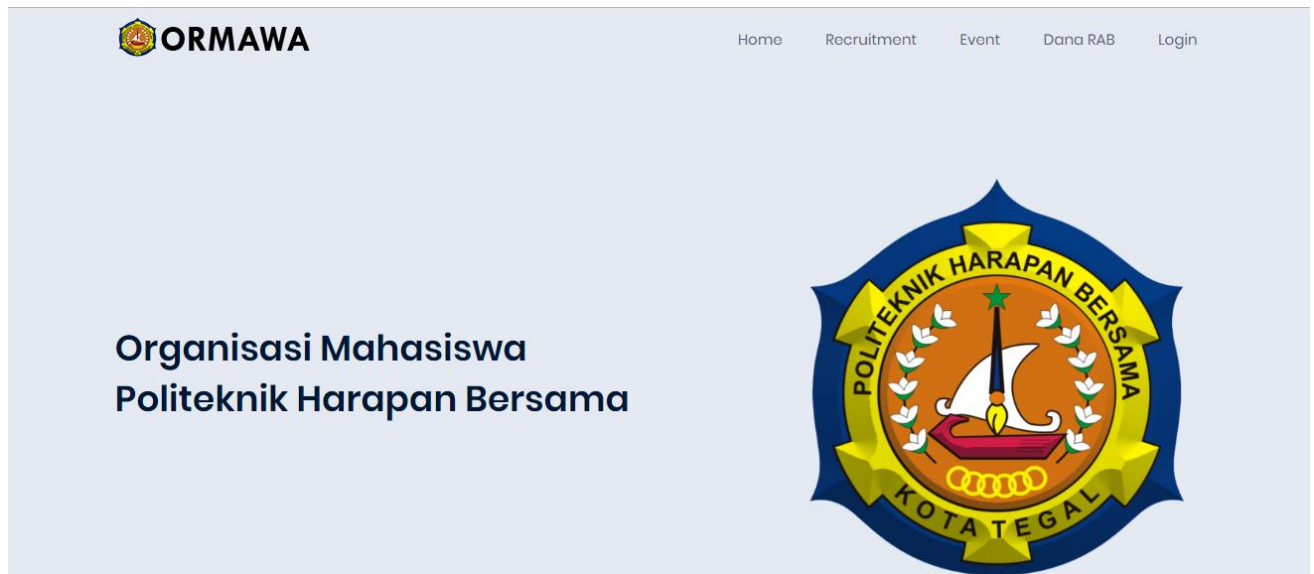 ORMAWA
Home Recruitment Event Dana RAB Login
Organisasi Mahasiswa
Politeknik Harapan Bersama
POLITEKNIK HARAPAN BERSAMA
KOTA TEGAL